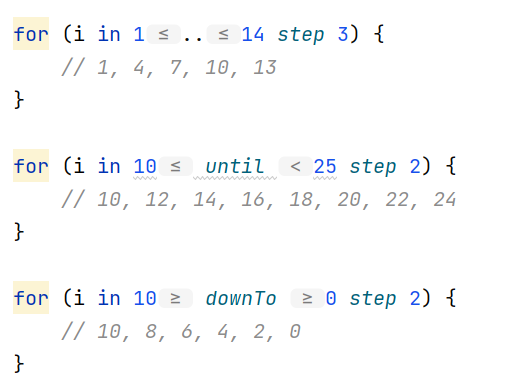 for (i in 1 ≤ .. ≤ 14 step 3) {
    // 1, 4, 7, 10, 13
}
for (i in 10 ≤ until < 25 step 2) {
    // 10, 12, 14, 16, 18, 20, 22, 24
}
for (i in 10 ≥ downTo ≥ 0 step 2) {
    // 10, 8, 6, 4, 2, 0
}